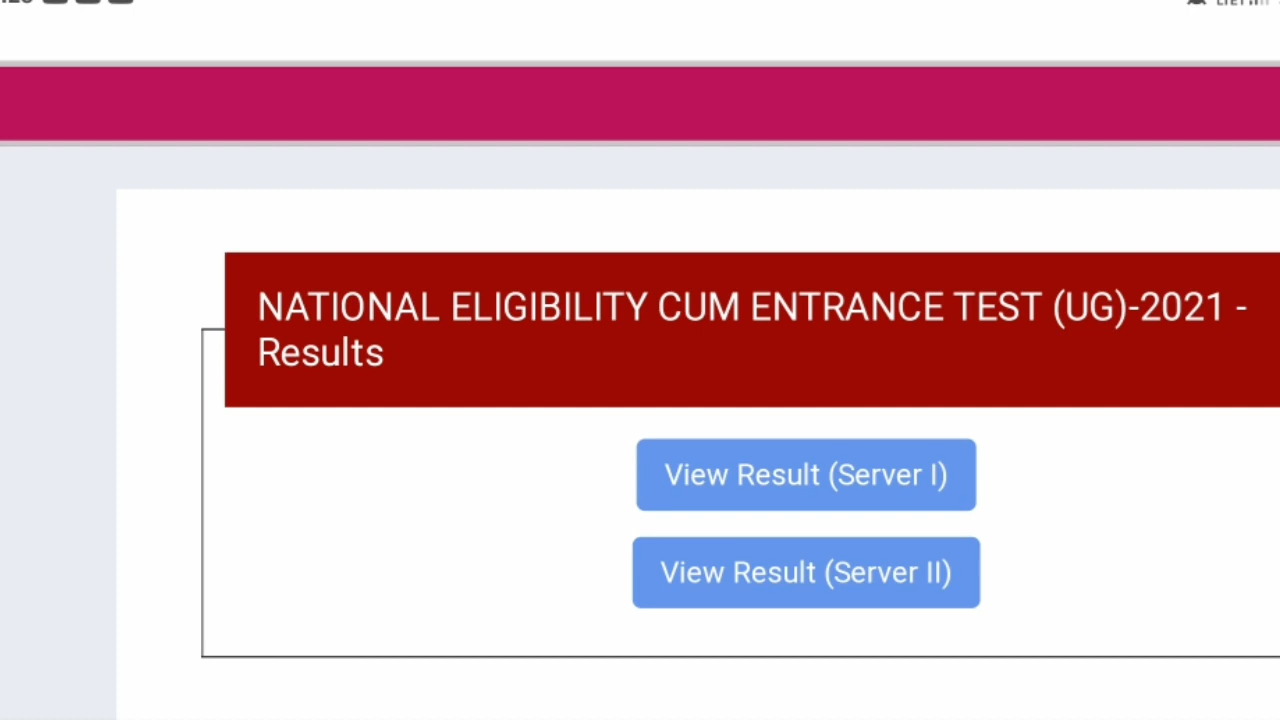 NATIONAL ELIGIBILITY CUM ENTRANCE TEST (UG)-2021 -
Results
View Result (Server I)
View Result (Server II)